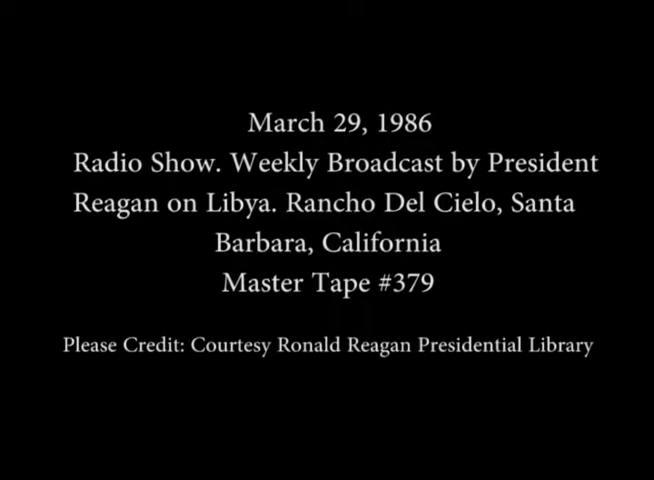 March 29, 1986
Radio Show. Weekly Broadcast by President
Reagan on Libya. Rancho Del Cielo, Santa
Barbara, California
Master Tape #379
Please Credit: Courtesy Ronald Reagan Presidential Library